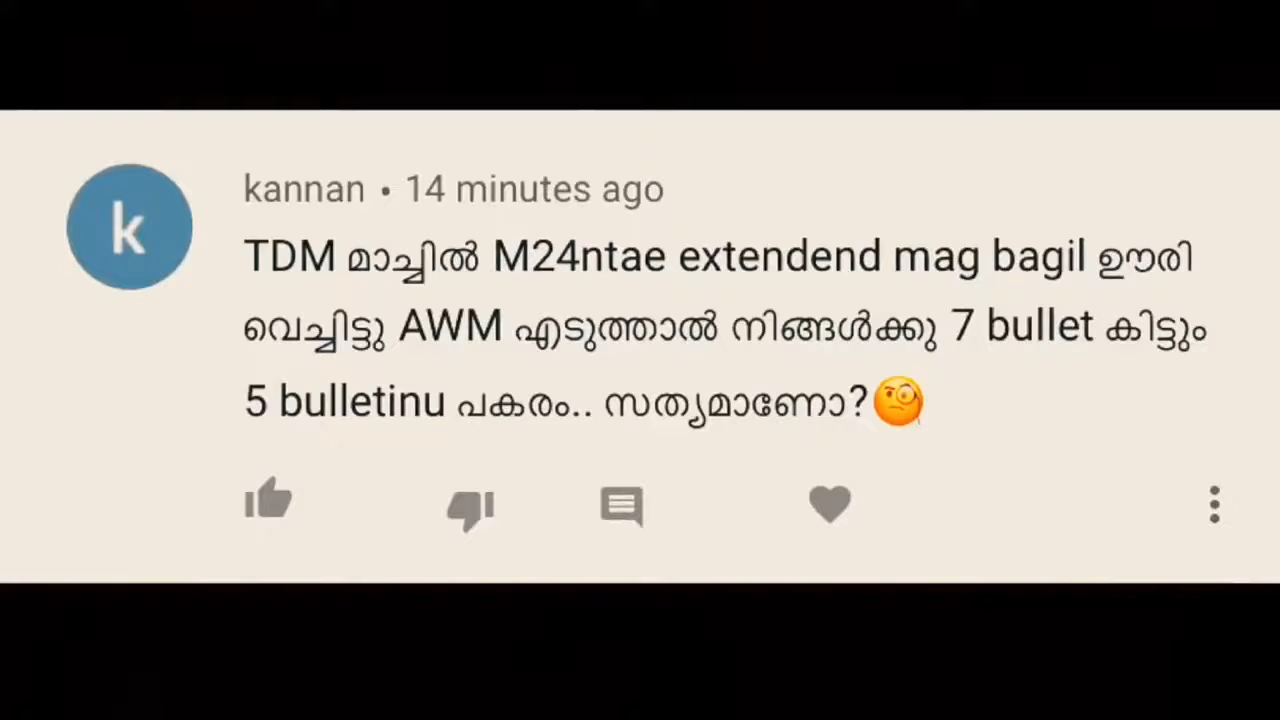 k
kannan • 14 minutes ago
TDM മാച്ചിൽ M24ntae extendend mag bagil ഊരി
വെച്ചിട്ടു AWM എടുത്താൽ നിങ്ങൾക്കു 7 bullet കിട്ടും
5 bulletinu പകരം.. സത്യമാണോ?🧐